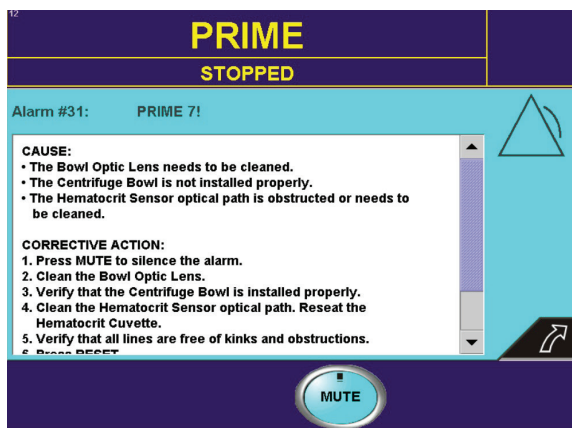 12
PRIME
STOPPED
Alarm #31: PRIME 7!
CAUSE:
• The Bowl Optic Lens needs to be cleaned.
• The Centrifuge Bowl is not installed properly.
• The Hematocrit Sensor optical path is obstructed or needs to
be cleaned.
CORRECTIVE ACTION:
1. Press MUTE to silence the alarm.
2. Clean the Bowl Optic Lens.
3. Verify that the Centrifuge Bowl is installed properly.
4. Clean the Hematocrit Sensor optical path. Reseat the
Hematocrit Cuvette.
5. Verify that all lines are free of kinks and obstructions.
6. Press RESET
MUTE